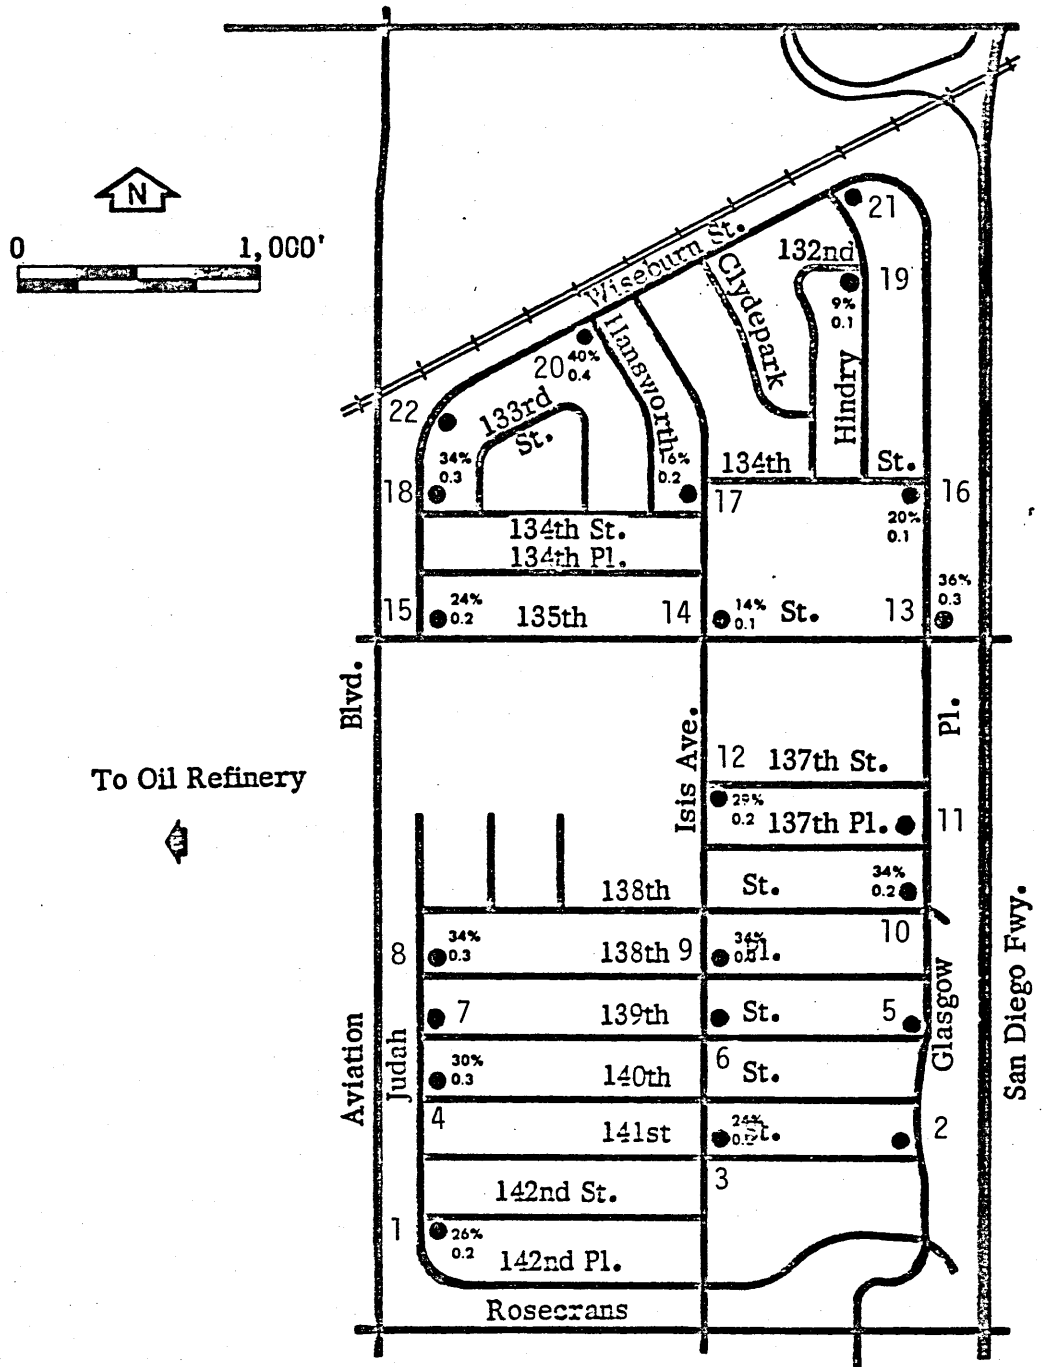 N
0 1,000'
Wiseburn St.
21
132nd
19
9%
0.1
Clydepark
Hansworth
Hindry
20
40%
0.4
22
133rd
St.
34%
0.3
18
16%
0.2
134th St.
17
16
20%
0.1
134th St.
134th Pl.
36%
0.3
15
24%
0.2
135th
14
14%
0.1
St.
13
Blvd.
Pl.
Isis Ave.
12
137th St.
To Oil Refinery
29%
0.2
137th Pl.
11
34%
0.2
138th
St.
10
8
34%
0.3
138th
9
34%
Pl.
7
139th
St.
5
Glasgow
San Diego Fwy.
Aviation
Judah
30%
0.3
140th
6
St.
4
141st
24%
St.
2
142nd St.
3
1
26%
0.2
142nd Pl.
Rosecrans